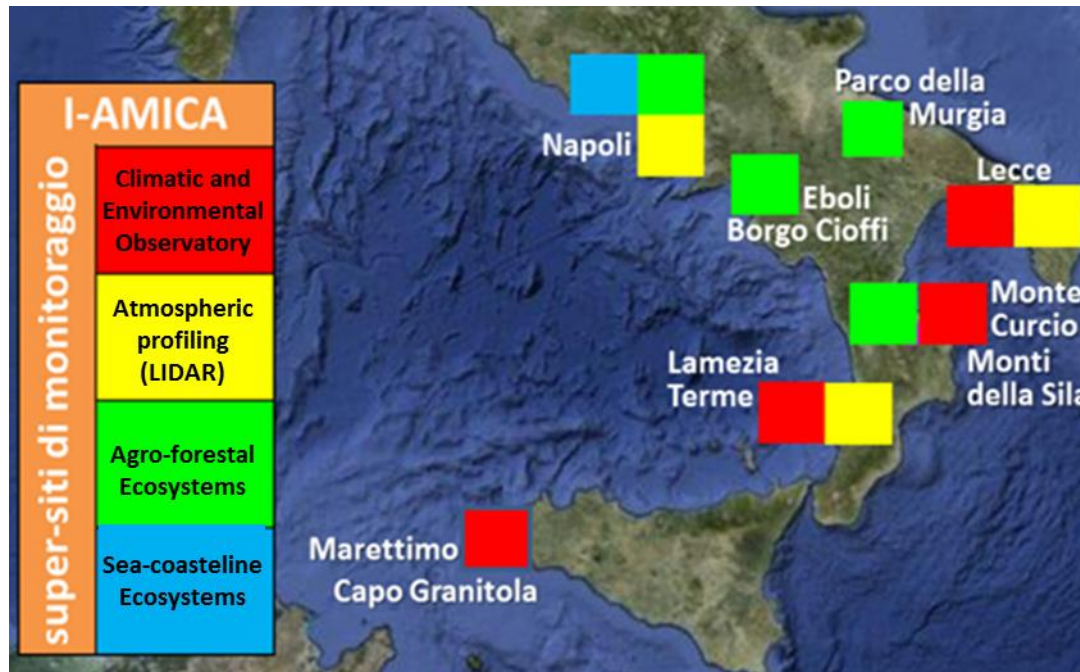 I-AMICA
super-siti di monitoraggio
Climatic and
Environmental
Observatory
Atmospheric
profiling
(LIDAR)
Agro-forestal
Ecosystems
Sea-coasteline
Ecosystems
Napoli
Parco della
Murgia
Lecce
Eboli
Borgo Cioffi
Monte
Curcio
Monti
della Sila
Lamezia
Terme
Marettimo
Capo Granitola